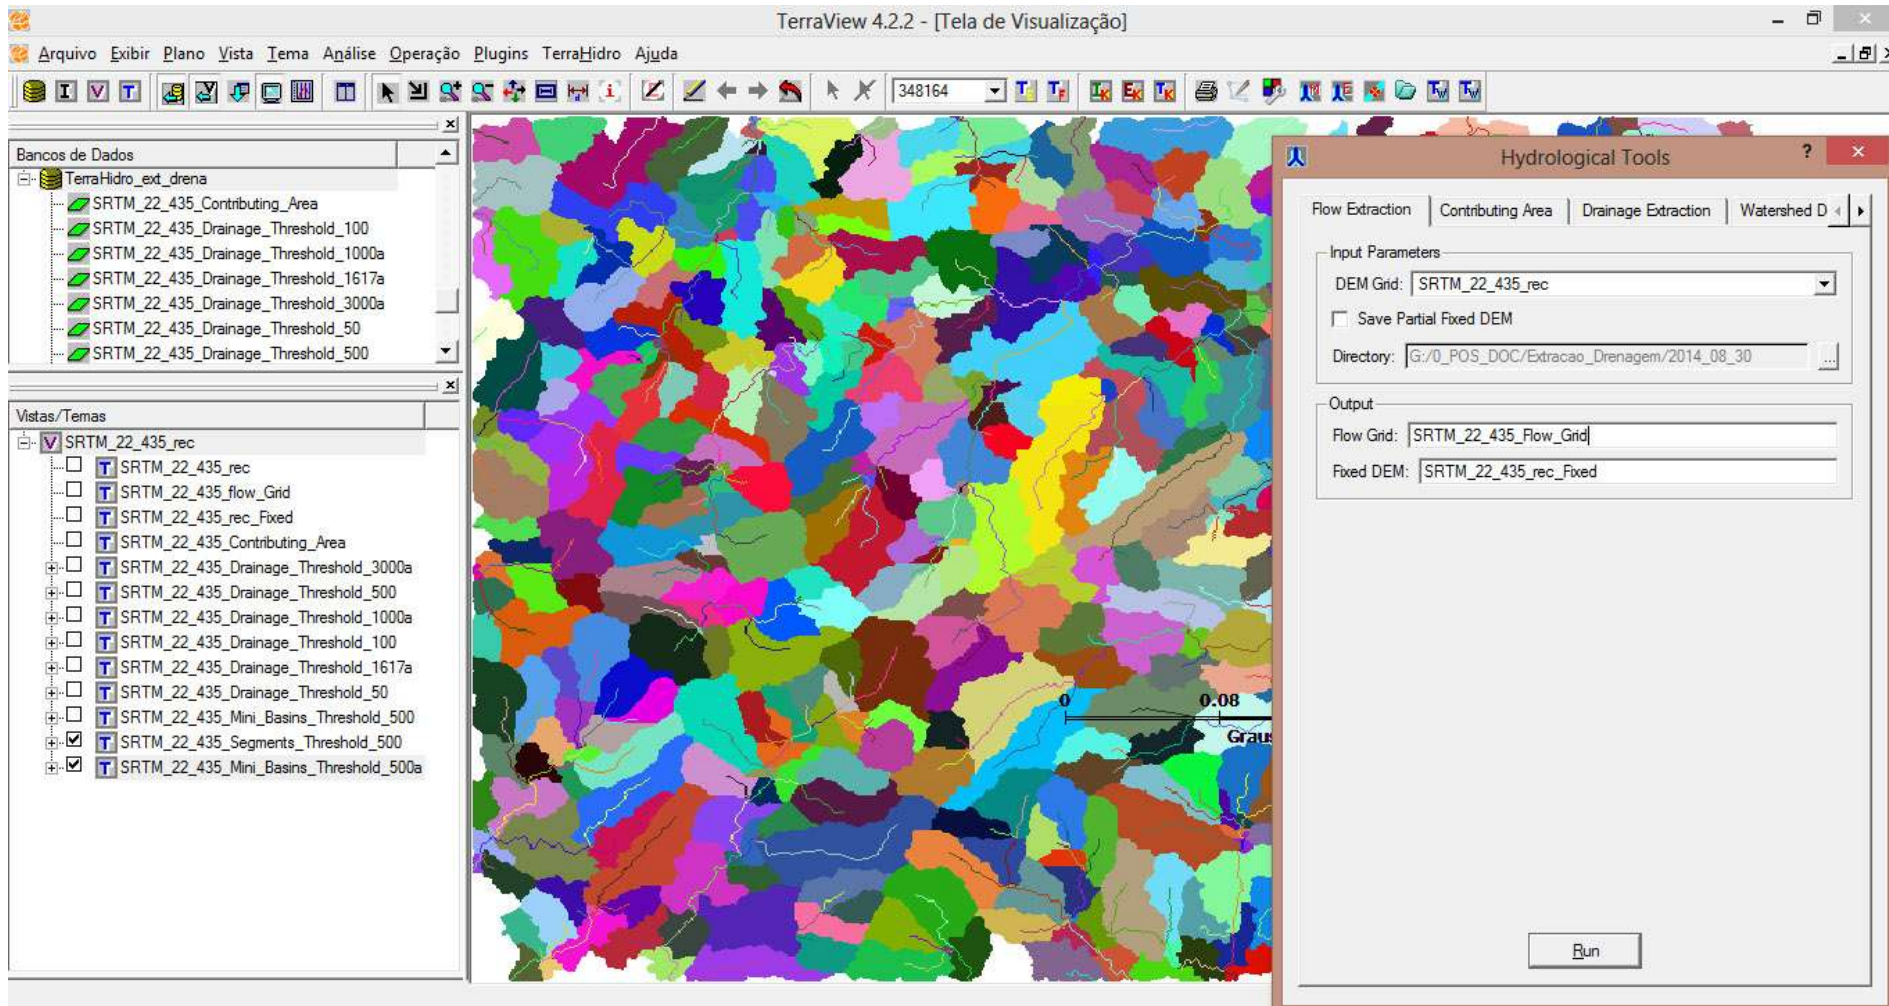 TerraView 4.2.2 - [Tela de Visualização]
Arquivo Exibir Plano Vista Tema Análise Operação Plugins TerraHidro Ajuda
348164
Bancos de Dados
TerraHidro_ext_drena
SRTM_22_435_Contributing_Area
SRTM_22_435_Drainage_Threshold_100
SRTM_22_435_Drainage_Threshold_1000a
SRTM_22_435_Drainage_Threshold_1617a
SRTM_22_435_Drainage_Threshold_3000a
SRTM_22_435_Drainage_Threshold_50
SRTM_22_435_Drainage_Threshold_500
Vistas/Temas
SRTM_22_435_rec
SRTM_22_435_rec
SRTM_22_435_flow_Grid
SRTM_22_435_rec_Fixed
SRTM_22_435_Contributing_Area
SRTM_22_435_Drainage_Threshold_3000a
SRTM_22_435_Drainage_Threshold_500
SRTM_22_435_Drainage_Threshold_1000a
SRTM_22_435_Drainage_Threshold_100
SRTM_22_435_Drainage_Threshold_1617a
SRTM_22_435_Drainage_Threshold_50
SRTM_22_435_Mini_Basins_Threshold_500
SRTM_22_435_Segments_Threshold_500
SRTM_22_435_Mini_Basins_Threshold_500a
0 0.08
Graus
Hydrological Tools
Flow Extraction Contributing Area Drainage Extraction Watershed D
Input Parameters
DEM Grid: SRTM_22_435_rec
Save Partial Fixed DEM
Directory: G:/0_POS_DOC/Extracao_Drenagem/2014_08_30 ...
Output
Flow Grid: SRTM_22_435_Flow_Grid
Fixed DEM: SRTM_22_435_rec_Fixed
Run